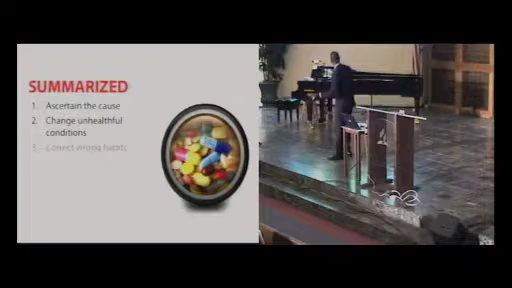 SUMMARIZED
1. Ascertain the cause
2. Change unhealthful
conditions
3. Correct wrong habits